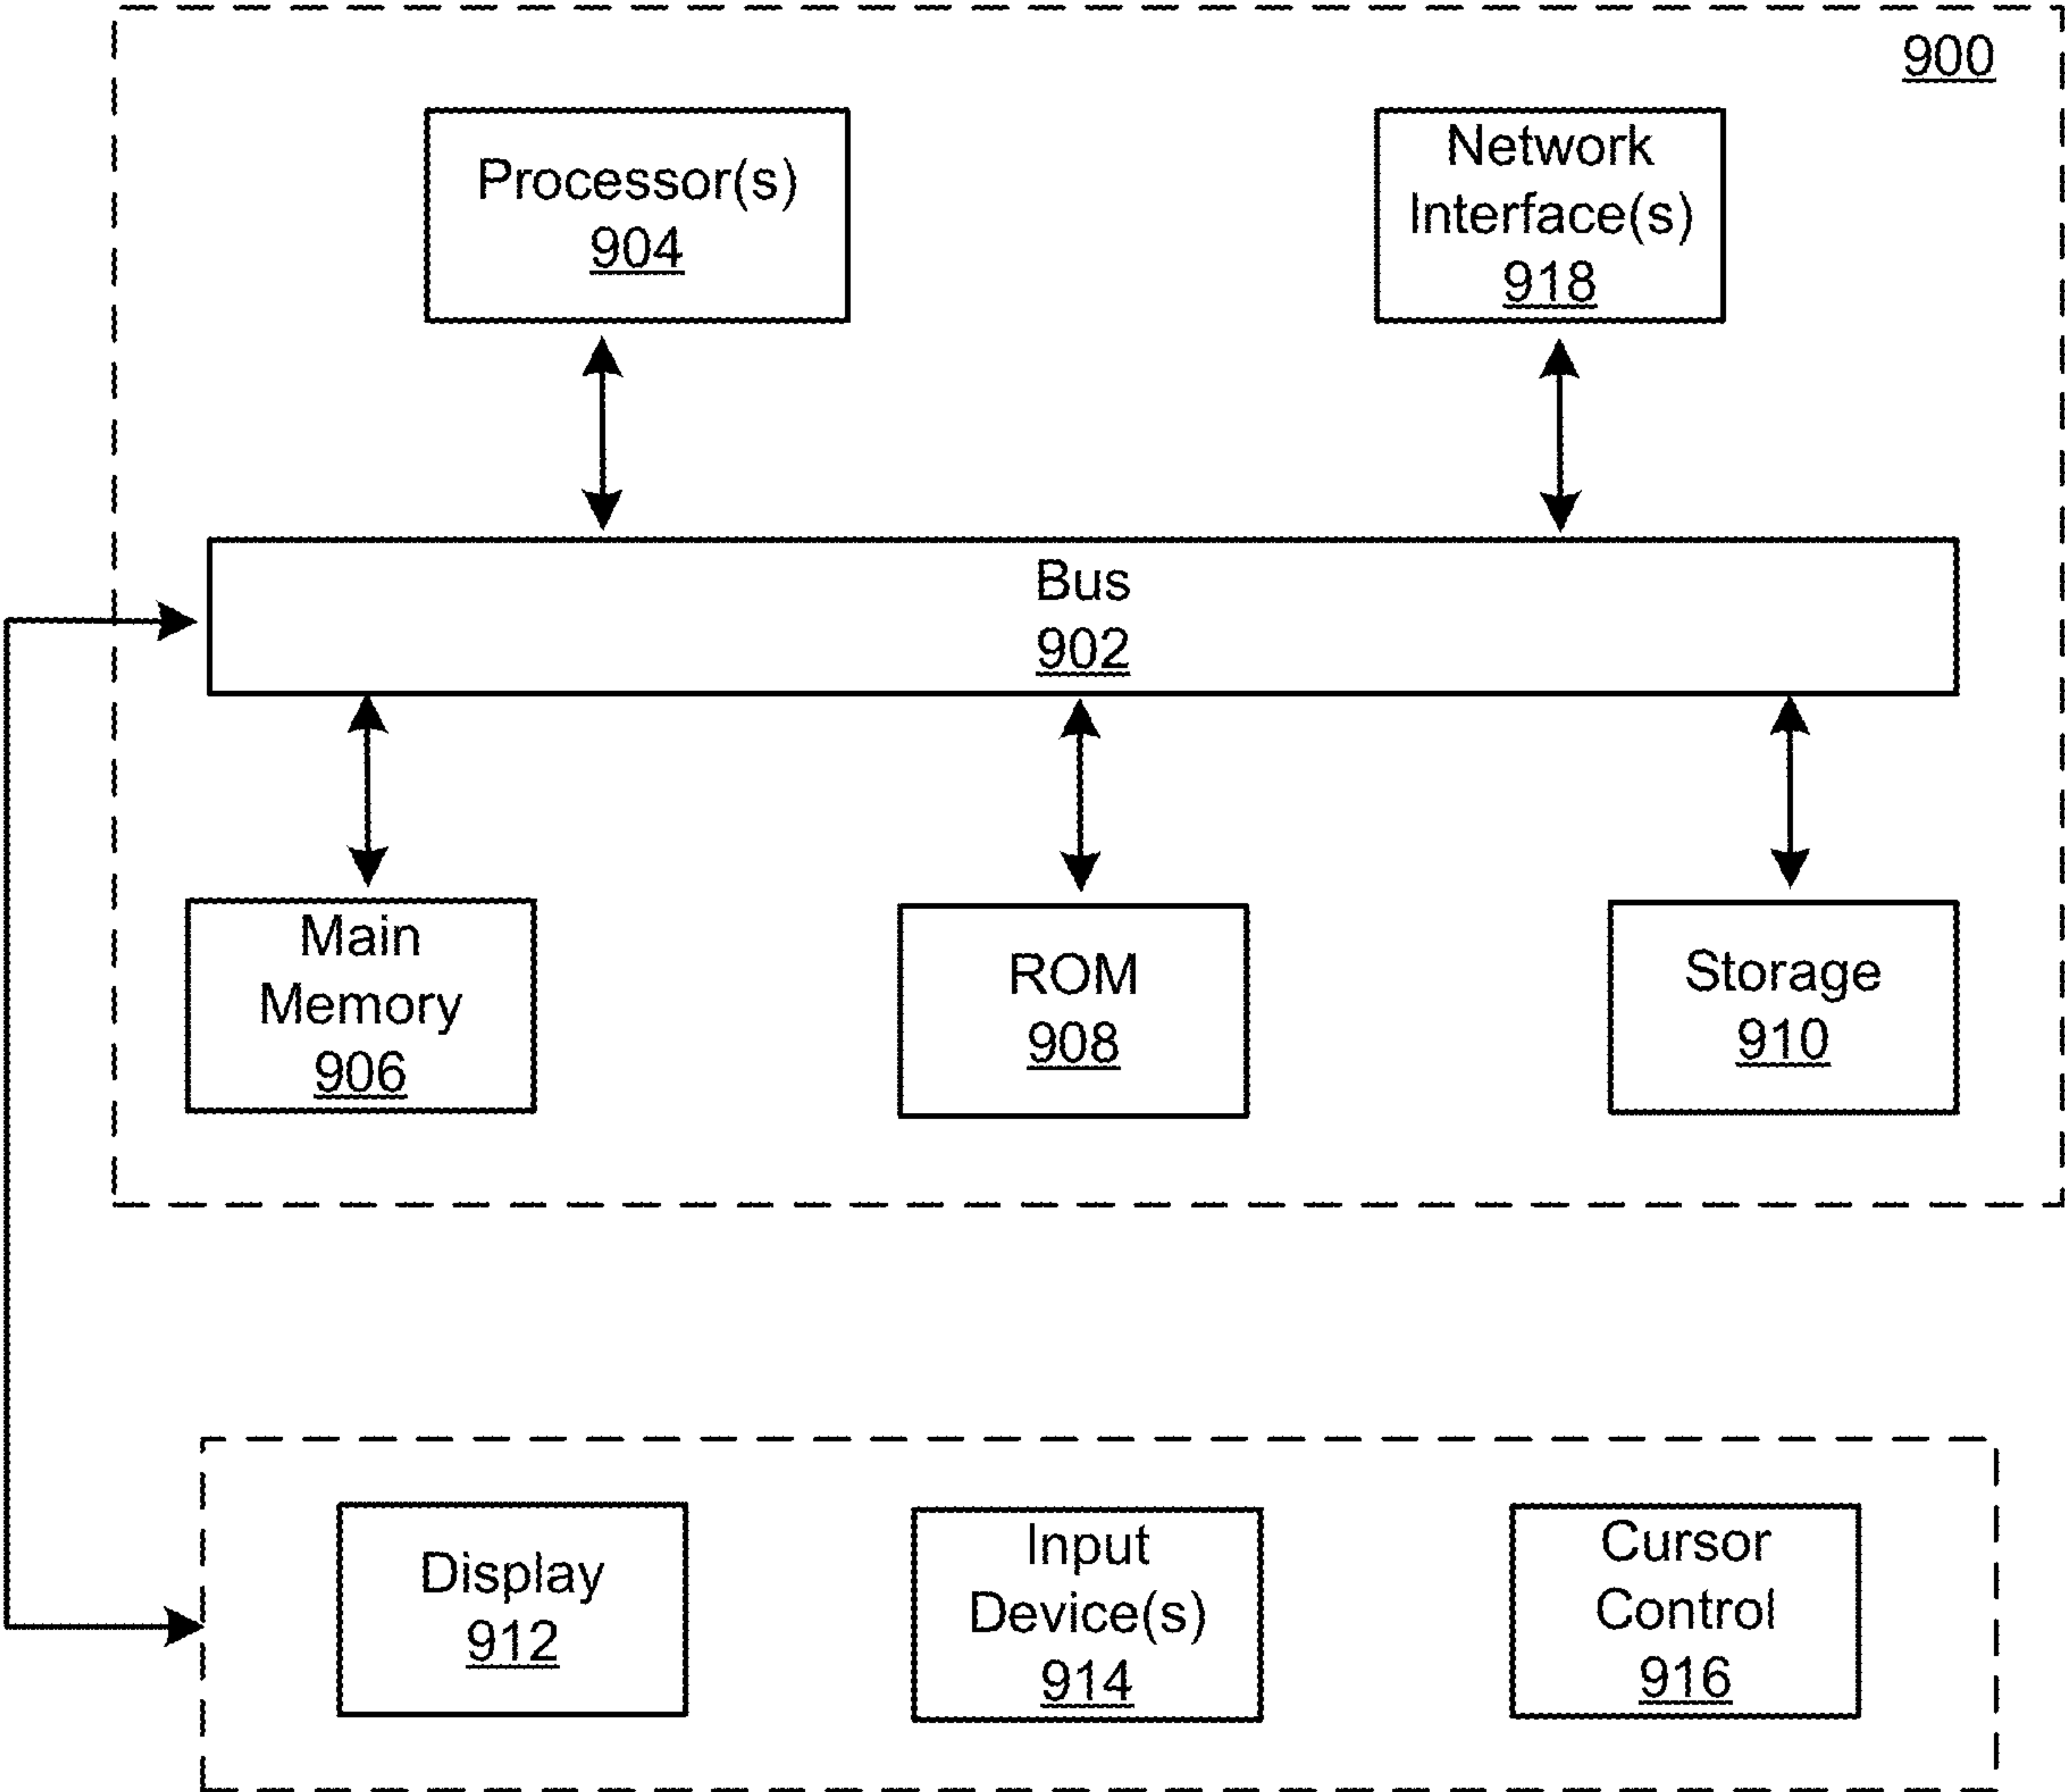 900
Processor(s)
904
Network
Interface(s)
918
Bus
902
Main
Memory
906
ROM
908
Storage
910
Display
912
Input
Device(s)
914
Cursor
Control
916